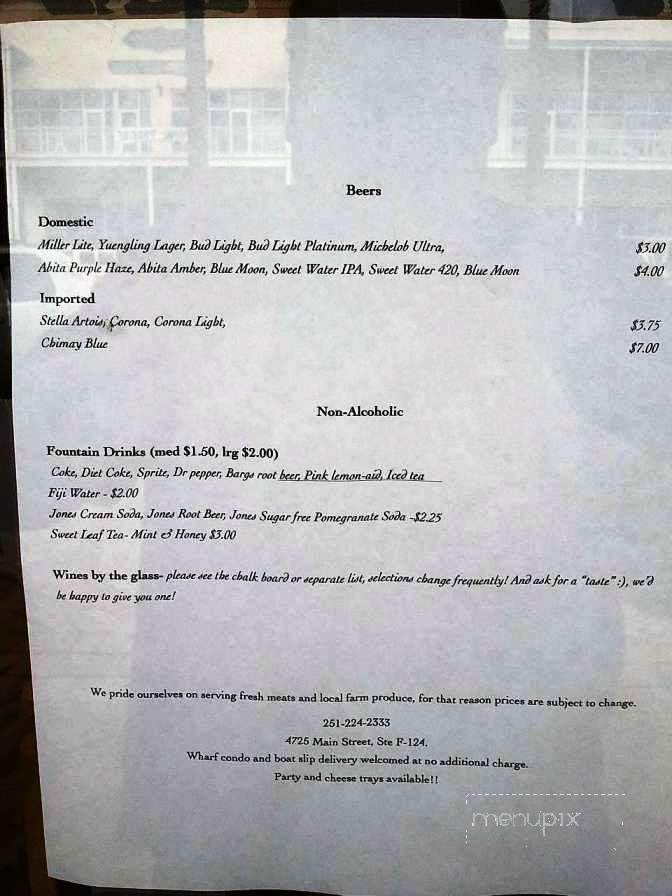 Beers
Domestic
Miller Lite, Yuengling Lager, Bud Light, Bud Light Platinum, Michelob Ultra, $3.00
Abita Purple Haze, Abita Amber, Blue Moon, Sweet Water IPA, Sweet Water 420, Blue Moon $4.00
Imported
Stella Artois, Corona, Corona Light, $3.75
Chimay Blue $7.00
Non-Alcoholic
Fountain Drinks (med $1.50, lrg $2.00)
Coke, Diet Coke, Sprite, Dr pepper, Bargs root beer, Pink lemon-aid, Iced tea
Fiji Water - $2.00
Jones Cream Soda, Jones Root Beer, Jones Sugar free Pomegranate Soda -$2.25
Sweet Leaf Tea- Mint & Honey $3.00
Wines by the glass- please see the chalk board or separate list, selections change frequently! And ask for a "taste" :), we'd
be happy to give you one!
We pride ourselves on serving fresh meats and local farm produce, for that reason prices are subject to change.
251-224-2333
4725 Main Street, Ste F-124.
Wharf condo and boat slip delivery welcomed at no additional charge.
Party and cheese trays available!!
menupix